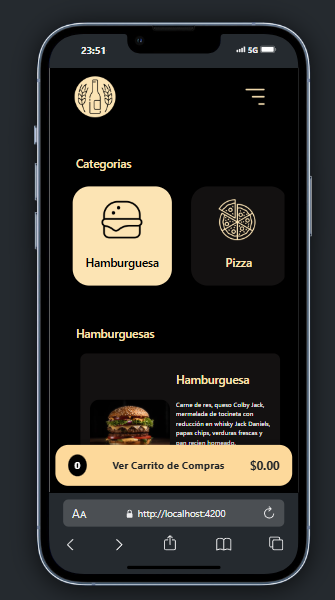 23:51
5G
Categorias
Hamburguesa
Pizza
Hamburguesas
Hamburguesa
Carne de res, queso Colby Jack,
mermelada de tocineta con
reducción en whisky Jack Daniels,
papas chips, verduras frescas y
pan recien horneado.
0 Ver Carrito de Compras $0.00
AA http://localhost:4200